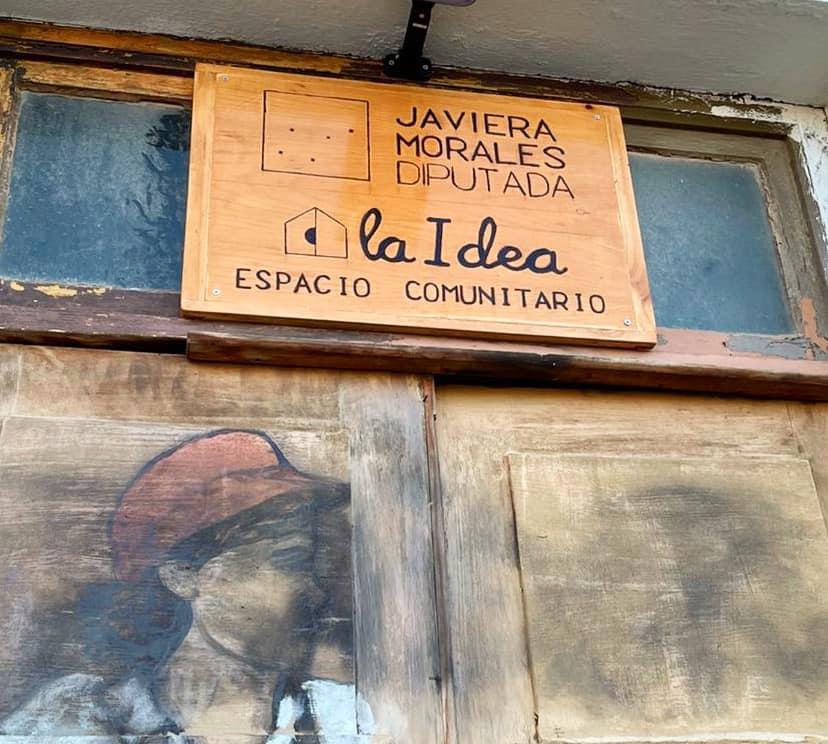 JAVIERA
MORALES
DIPUTADA
la Idea
ESPACIO COMUNITARIO